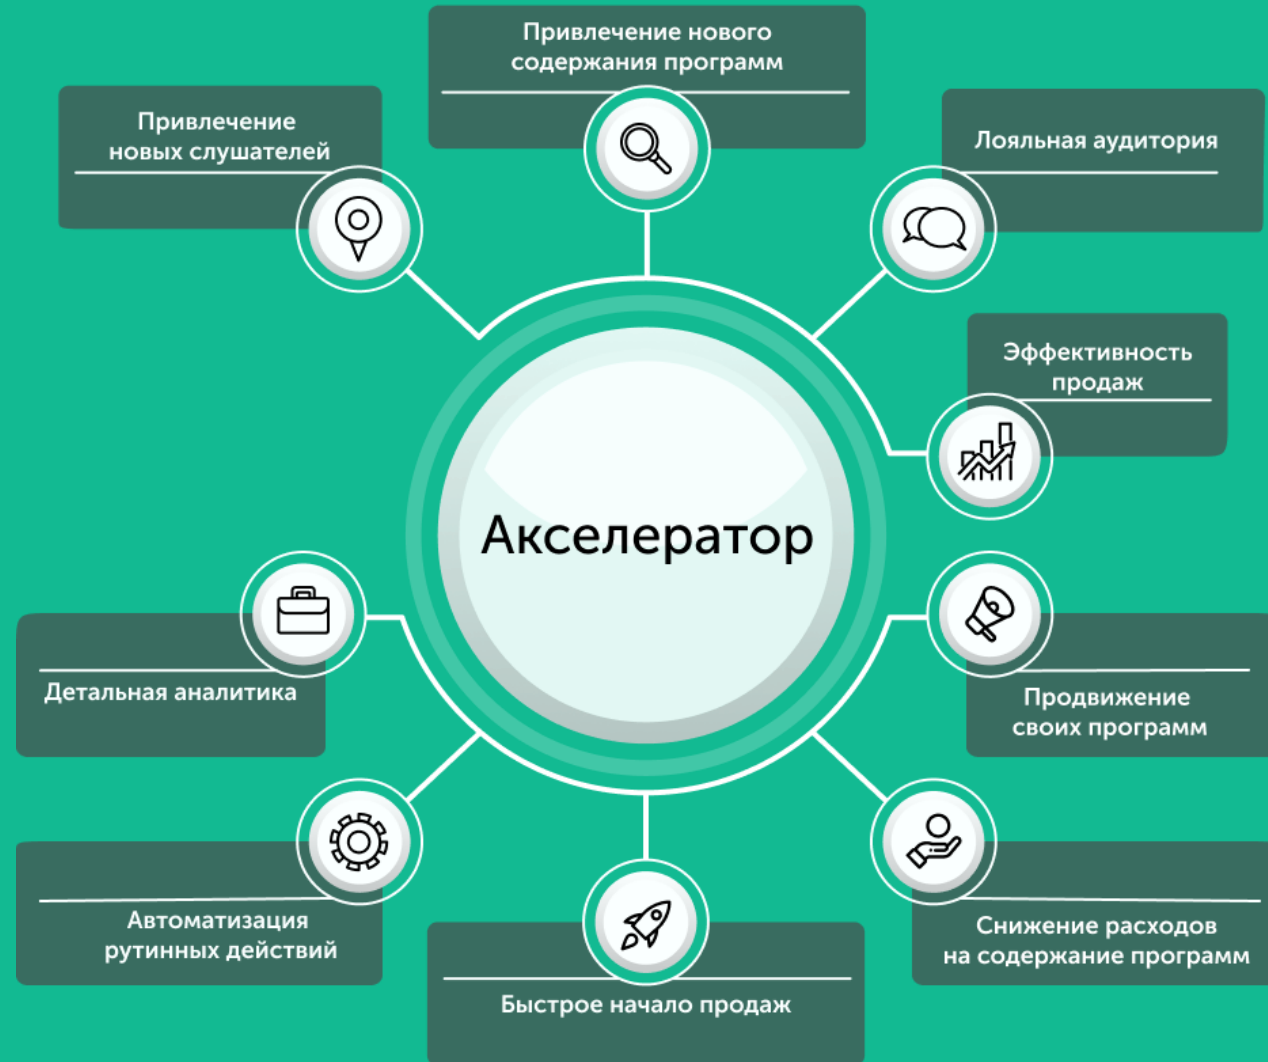 Привлечение нового
содержания программ
Привлечение
новых слушателей
Лояльная аудитория
Эффективность
продаж
Акселератор
Детальная аналитика
Продвижение
своих программ
Автоматизация
рутинных действий
Снижение расходов
на содержание программ
Быстрое начало продаж